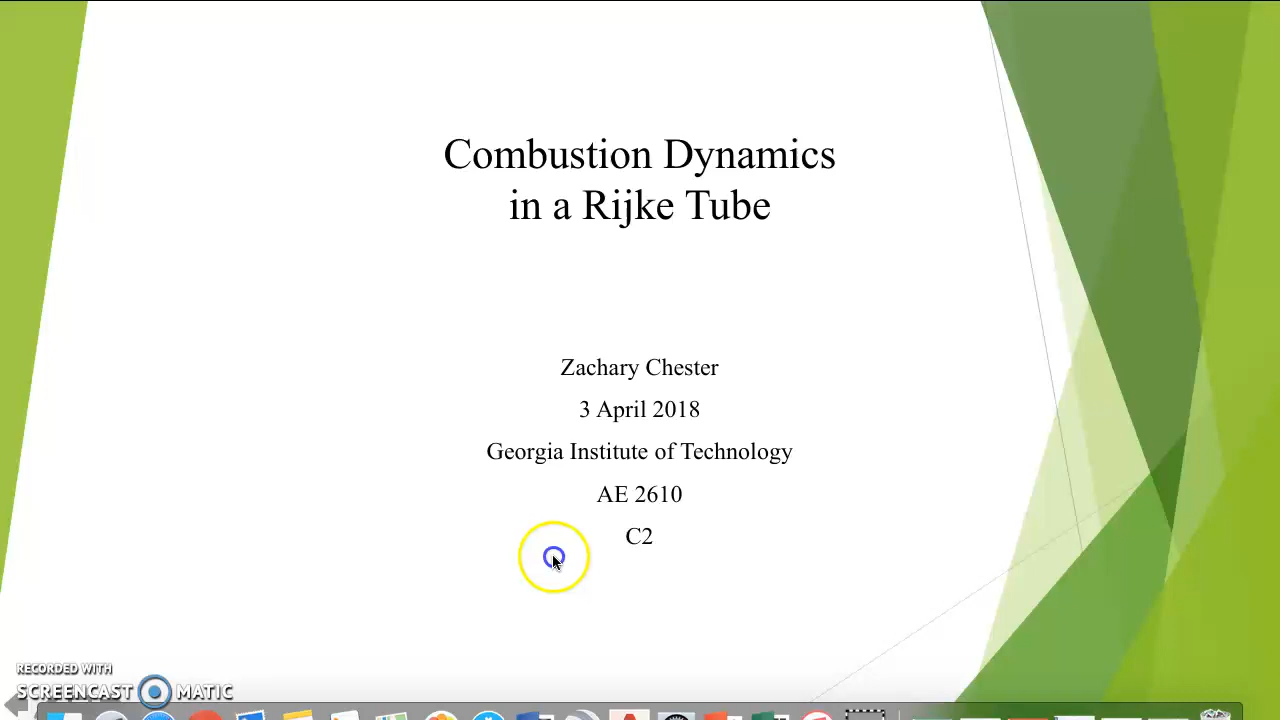 Combustion Dynamics
in a Rijke Tube
Zachary Chester
3 April 2018
Georgia Institute of Technology
AE 2610
C2
RECORDED WITH
SCREENCAST MATIC